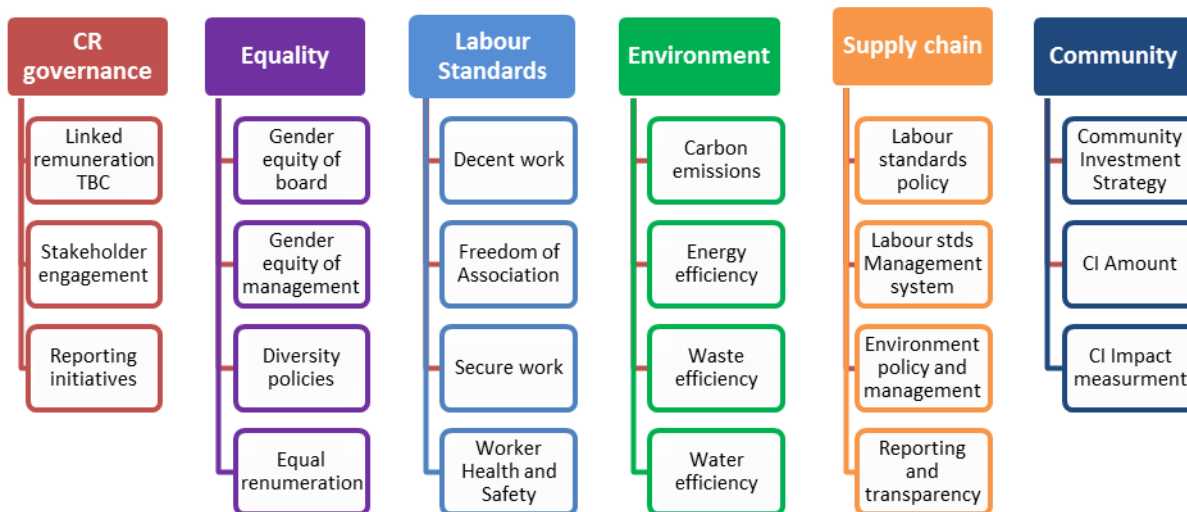 CR
governance
Linked
remuneration
TBC
Stakeholder
engagement
Reporting
initiatives
Equality
Gender
equity of
board
Gender
equity of
management
Diversity
policies
Equal
renumeration
Labour
Standards
Decent work
Freedom of
Association
Secure work
Worker
Health and
Safety
Environment
Carbon
emissions
Energy
efficiency
Waste
efficiency
Water
efficiency
Supply chain
Labour
standards
policy
Labour stds
Management
system
Environment
policy and
management
Reporting
and
transparency
Community
Community
Investment
Strategy
CI Amount
CI Impact
measurment